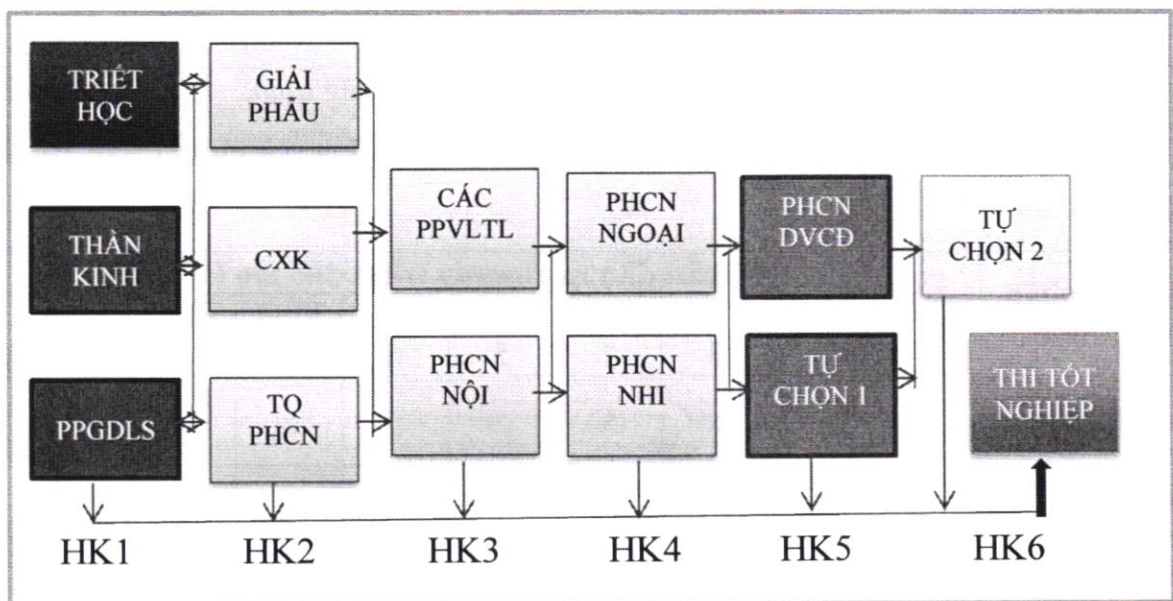 TRIẾT
HỌC
GIẢI
PHẪU
THẦN
KINH
CXK
CÁC
PPVLTL
PHCN
NGOẠI
PHCN
DVCĐ
TỰ
CHỌN 2
PPGDLS
TQ
PHCN
PHCN
NỘI
PHCN
NHI
TỰ
CHỌN 1
THI TỐT
NGHIỆP
HK1
HK2
HK3
HK4
HK5
HK6